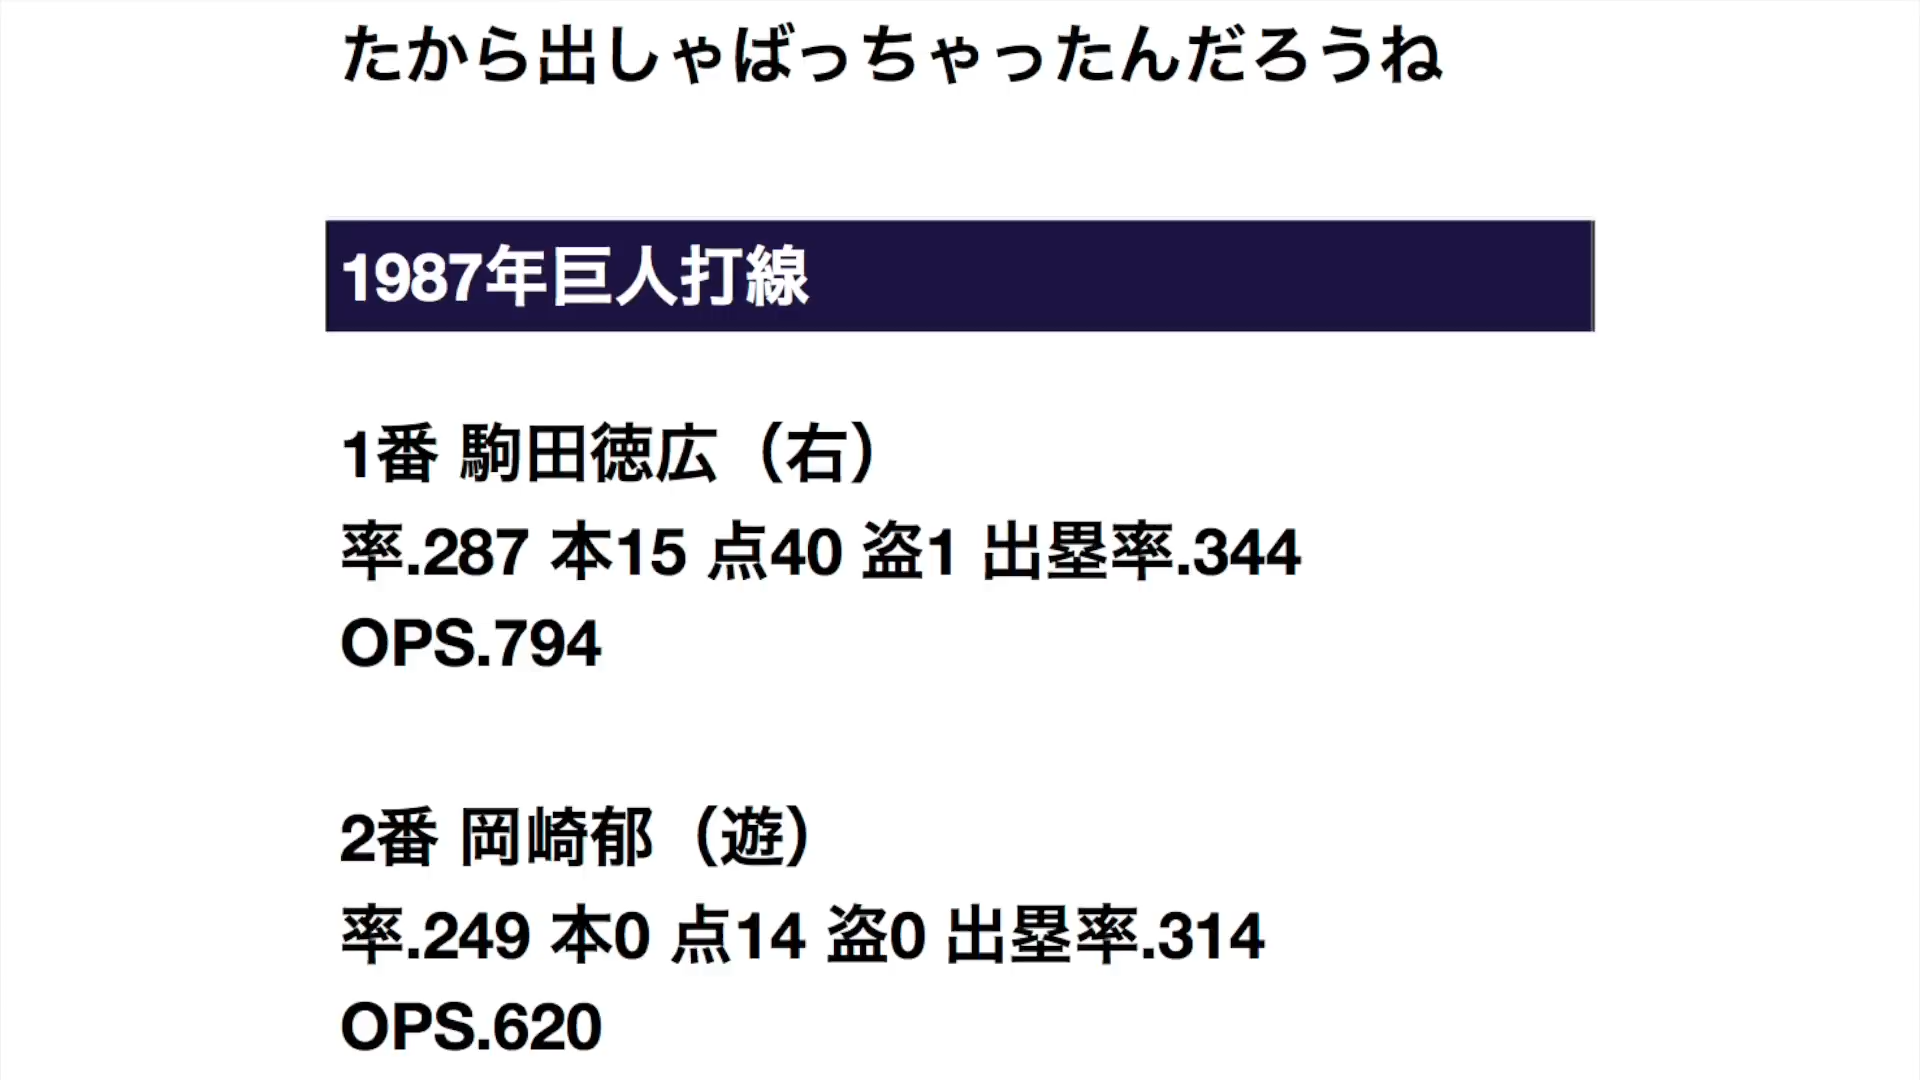 たから出しゃばっちゃったんだろうね
1987年巨人打線
1番 駒田徳広（右）
率.287 本15 点40 盗1 出塁率.344
OPS.794
2番 岡崎郁（遊）
率.249 本0 点14 盗0 出塁率.314
OPS.620